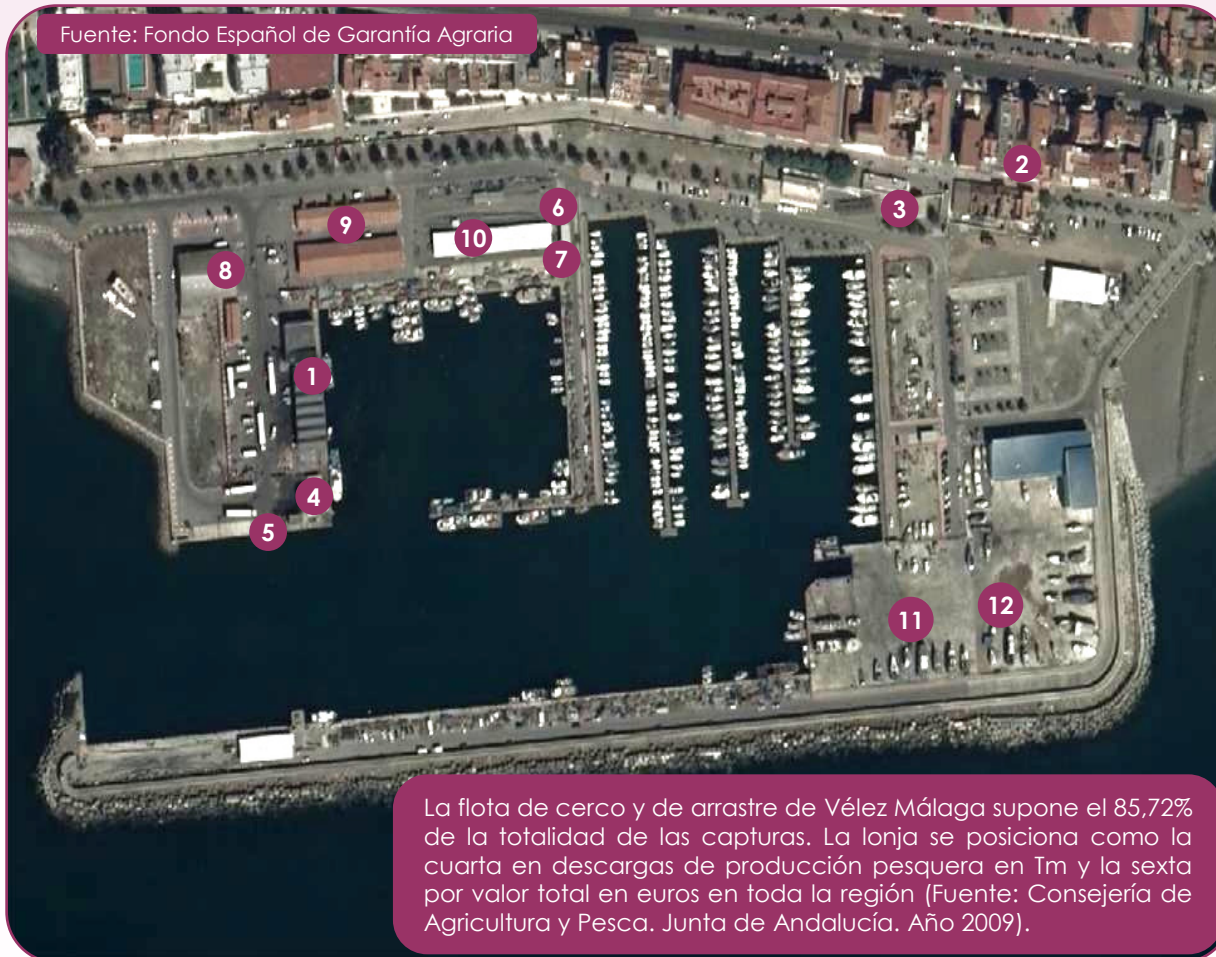 Fuente: Fondo Español de Garantía Agraria
2
3
6
9
10
7
8
1
4
5
12
11
La flota de cerco y de arrastre de Vélez Málaga supone el 85,72%
de la totalidad de las capturas. La lonja se posiciona como la
cuarta en descargas de producción pesquera en Tm y la sexta
por valor total en euros en toda la región (Fuente: Consejería de
Agricultura y Pesca. Junta de Andalucía. Año 2009).